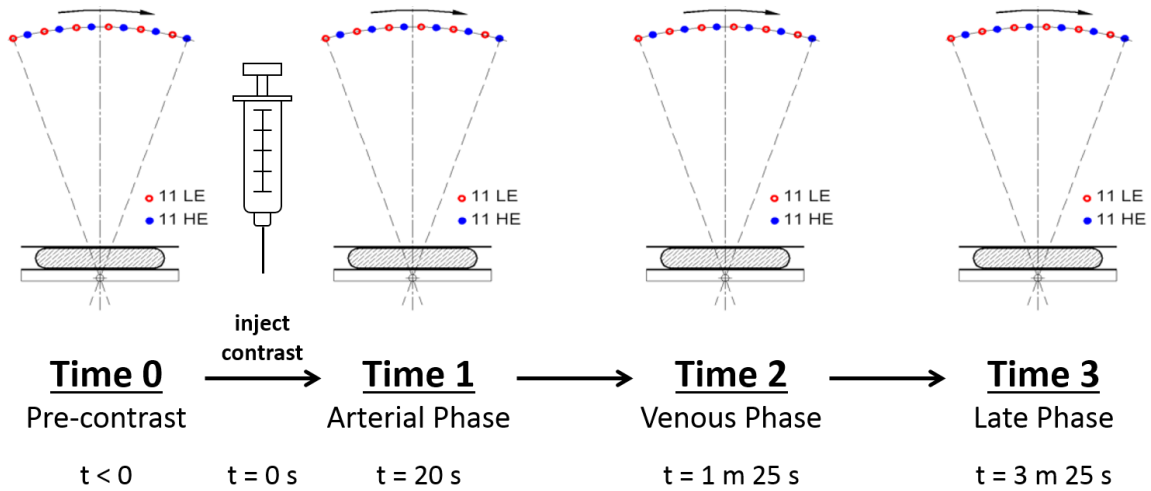 11 LE
11 HE
11 LE
11 HE
11 LE
11 HE
11 LE
11 HE
inject
contrast
Time 0
Time 1
Time 2
Time 3
Pre-contrast
Arterial Phase
Venous Phase
Late Phase
t < 0
t = 0 s
t = 20 s
t = 1 m 25 s
t = 3 m 25 s